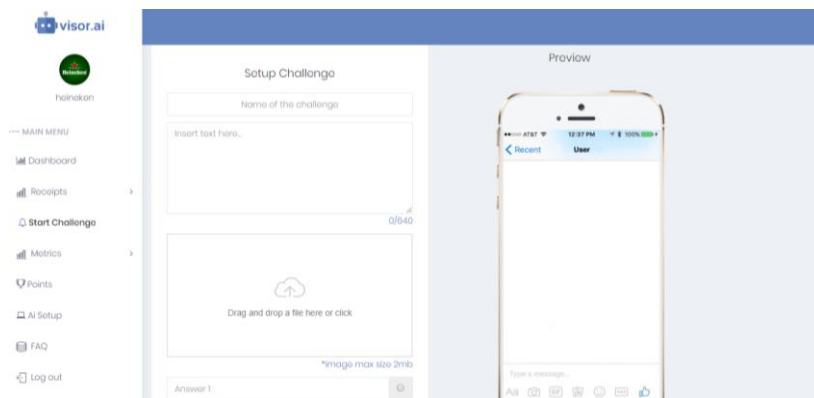 visor.ai
Heineken
heineken
MAIN MENU
Dashboard
Receipts
Start Challenge
Metrics
Points
Ai Setup
FAQ
Log out
Setup Challenge
Name of the challenge
Insert text here..
0/640
Drag and drop a file here or click
*image max size 2mb
Answer 1
Preview
AT&T 12:37 PM 100%
Recent User
Type a message...
Aa GIF